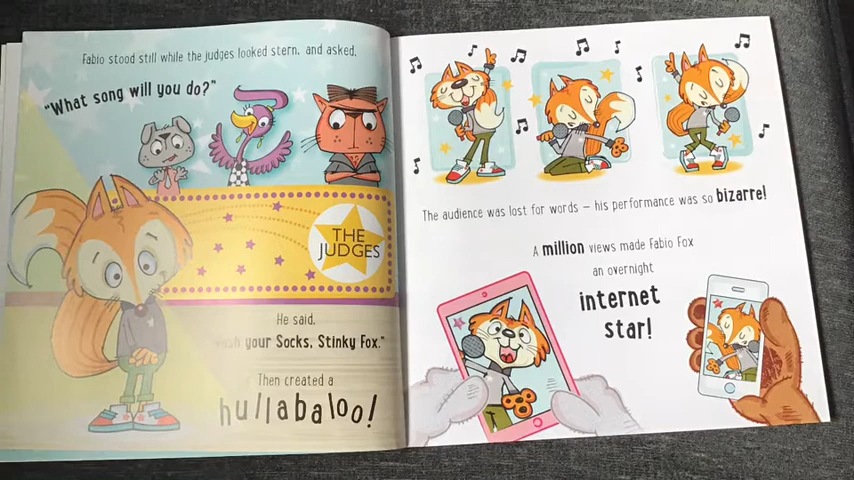 Fabio stood still while the judges looked stern, and asked,
"What song will you do?"
THE
JUDGES
He said,
your Socks, Stinky Fox."
Then created a
hullabaloo!
The audience was lost for words – his performance was so bizarre!
A million views made Fabio Fox
an overnight
internet
star!